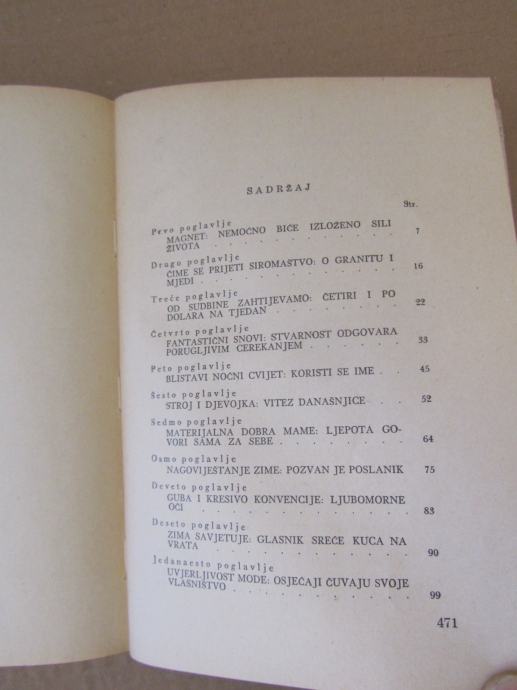 SADRŽAJ
Str.
Prvo poglavlje
MAGNET: NEMOĆNO BIĆE IZLOŽENO SILI
ŽIVOTA . . . . . . . . . . . . 7
Drugo poglavlje
ČIME SE PRIJETI SIROMAŠTVO: O GRANITU I
MJEDI . . . . . . . . . . . . . 16
Treće poglavlje
OD SUDBINE ZAHTIJEVAMO: ČETIRI I PO
DOLARA NA TJEDAN . . . . . . . 22
Četvrto poglavlje
FANTASTIČNI SNOVI: STVARNOST ODGOVARA
PORUGLJIVIM CEREKANJEM . . . . . 33
Peto poglavlje
BLISTAVI NOĆNI CVIJET: KORISTI SE IME . . 45
Šesto poglavlje
STROJ I DJEVOJKA: VITEZ DANAŠNJICE . . . 52
Sedmo poglavlje
MATERIJALNA DOBRA MAME: LJEPOTA GO-
VORI SAMA ZA SEBE . . . . . . . 64
Osmo poglavlje
NAGOVIJEŠTANJE ZIME: POZVAN JE POSLANIK 75
Deveto poglavlje
GUBA I KRESIVO KONVENCIJE: LJUBOMORNE
OČI . . . . . . . . . . . . . 83
Deseto poglavlje
ZIMA SAVJETUJE: GLASNIK SREĆE KUCA NA
VRATA . . . . . . . . . . . . 90
Jedanaesto poglavlje
UVJERLJIVOST MODE: OSJEĆAJI ČUVAJU SVOJE
VLASNIŠTVO . . . . . . . . . . 99
471